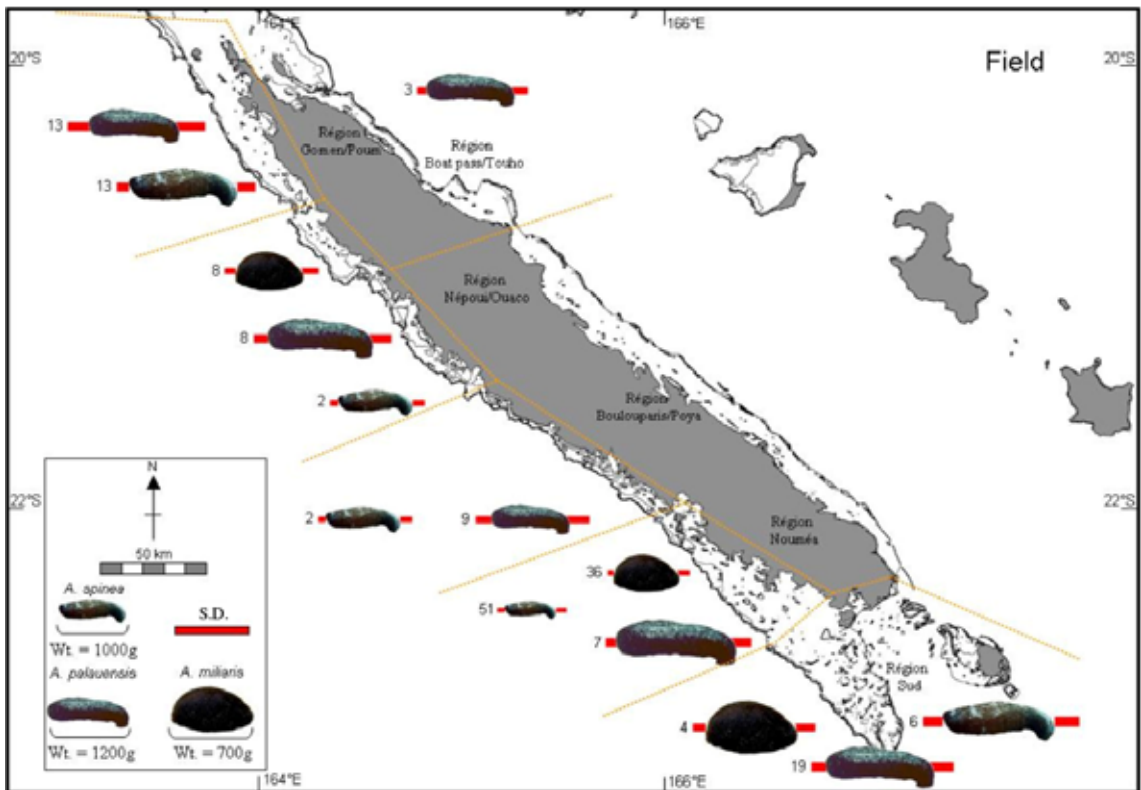 164°E
166°E
20°S
20°S
Field
3
13
Région
Gomen/Poum
Région
Boat pass/Touho
13
8
Région
Népoui/Ouaco
8
2
Région
Boulouparis/Poya
N
22°S
22°S
2
9
Région
Nouméa
50 km
36
A. spinea
S.D.
51
Wt. = 1000g
7
Région
Sud
A. palauensis
A. miliaris
6
4
Wt. = 1200g
Wt. = 700g
19
164°E
166°E